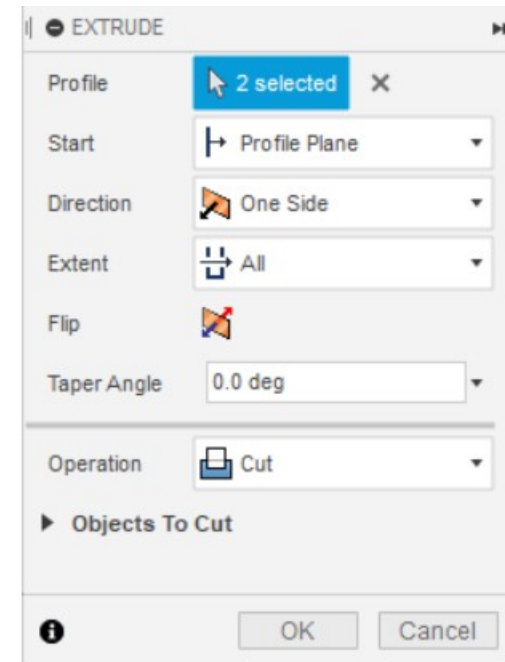 EXTRUDE
Profile 2 selected
Start Profile Plane
Direction One Side
Extent All
Flip
Taper Angle 0.0 deg
Operation Cut
Objects To Cut
OK Cancel